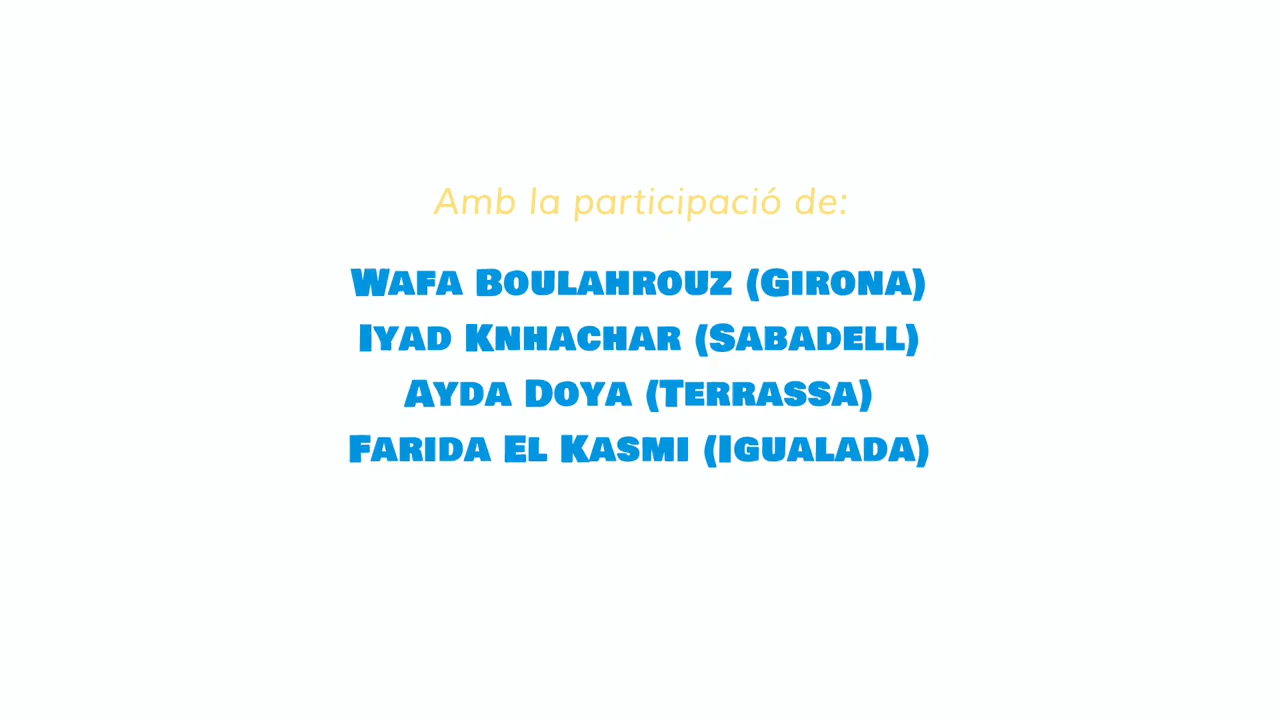 Amb la participació de:
Wafa Boulahrouz (Girona)
Iyad Knhachar (Sabadell)
Ayda Doya (Terrassa)
Farida El Kasmi (Igualada)